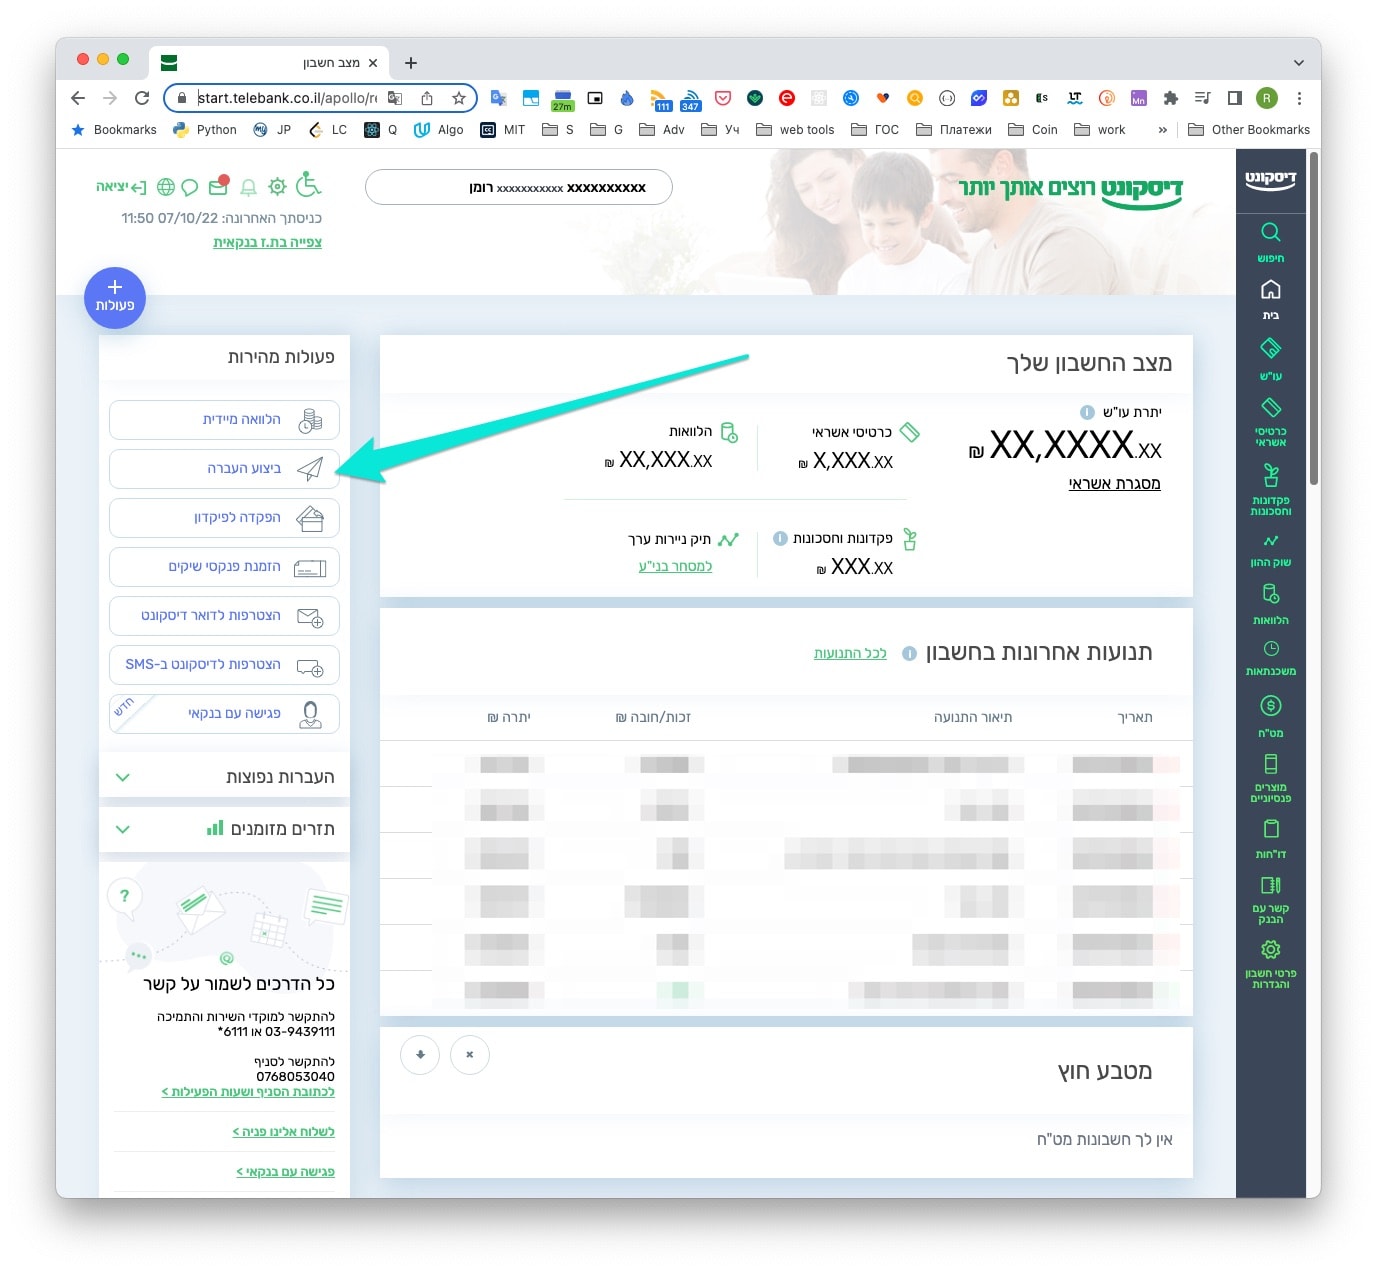 מצב חשבון
start.telebank.co.il/apollo/re
27m
111
347
Mn
R
Bookmarks
Python
JP
LC
Q
Algo
MIT
S
G
Adv
Уч
web tools
ГОС
Платежи
Coin
work
»
Other Bookmarks
דיסקונט
דיסקונט רוצים אותך יותר
רומן xxxxxxxxxxx xxxxxxxxxx
יציאה
כניסתך האחרונה: 07/10/22 11:50
צפייה בת.ז בנקאית
פעולות
חיפוש
בית
עו"ש
כרטיסי
אשראי
פקדונות
וחסכונות
שוק ההון
הלוואות
משכנתאות
מט"ח
מוצרים
פנסיוניים
דו"חות
קשר עם
הבנק
פרטי חשבון
והגדרות
מצב החשבון שלך
יתרת עו"ש
XX,XXXX.XX ₪
מסגרת אשראי
כרטיסי אשראי
X,XXX.XX ₪
הלוואות
XX,XXX.XX ₪
פקדונות וחסכונות
XXX.XX ₪
תיק ניירות ערך
למסחר בני"ע
תנועות אחרונות בחשבון
לכל התנועות
תאריך
תיאור התנועה
זכות/חובה ₪
יתרה ₪
מטבע חוץ
אין לך חשבונות מט"ח
פעולות מהירות
הלוואה מיידית
ביצוע העברה
הפקדה לפיקדון
הזמנת פנקסי שיקים
הצטרפות לדואר דיסקונט
הצטרפות לדיסקונט ב-SMS
פגישה עם בנקאי
חדש
העברות נפוצות
תזרים מזומנים
כל הדרכים לשמור על קשר
להתקשר למוקדי השירות והתמיכה
03-9439111 או 6111*
להתקשר לסניף
0768053040
לכתובת הסניף ושעות הפעילות >
לשלוח אלינו פניה >
פגישה עם בנקאי >